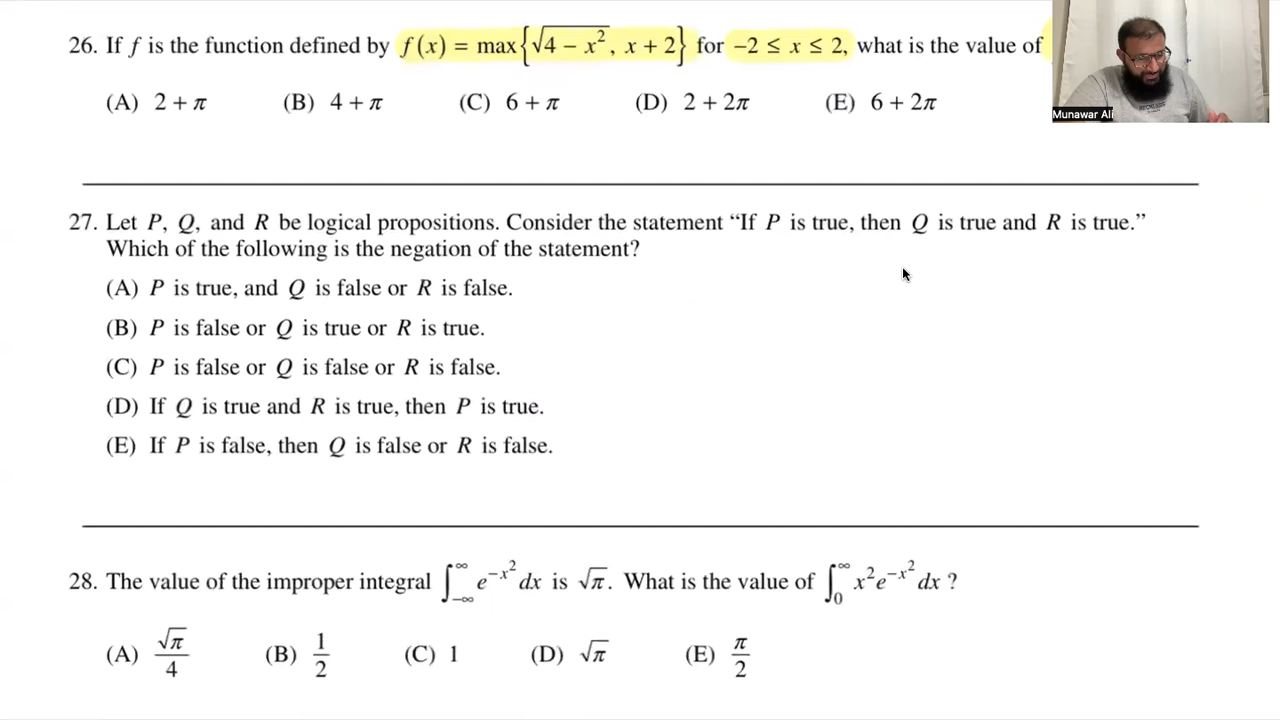 26. If f is the function defined by f(x) = max{√4 − x², x + 2} for −2 ≤ x ≤ 2, what is the value of
(A) 2 + π (B) 4 + π (C) 6 + π (D) 2 + 2π (E) 6 + 2π
Munawar Ali
27. Let P, Q, and R be logical propositions. Consider the statement “If P is true, then Q is true and R is true.”
Which of the following is the negation of the statement?
(A) P is true, and Q is false or R is false.
(B) P is false or Q is true or R is true.
(C) P is false or Q is false or R is false.
(D) If Q is true and R is true, then P is true.
(E) If P is false, then Q is false or R is false.
28. The value of the improper integral ∫_{−∞}^{∞} e^{−x²} dx is √π. What is the value of ∫_{0}^{∞} x²e^{−x²} dx ?
(A) √π/4 (B) 1/2 (C) 1 (D) √π (E) π/2